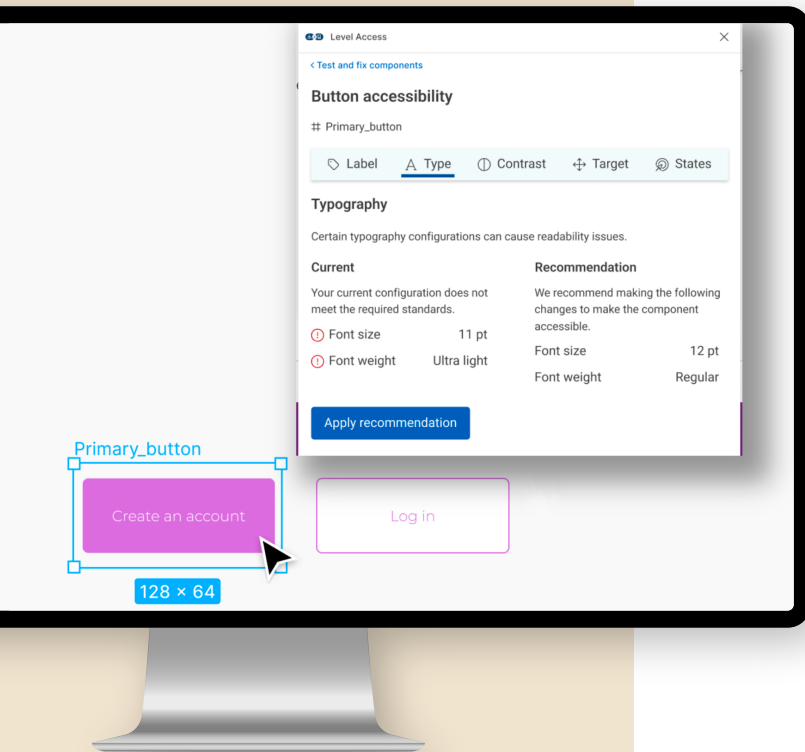 Level Access
< Test and fix components
Button accessibility
Primary_button
Label Type Contrast Target States
Typography
Certain typography configurations can cause readability issues.
Current
Your current configuration does not
meet the required standards.
Font size 11 pt
Font weight Ultra light
Recommendation
We recommend making the following
changes to make the component
accessible.
Font size 12 pt
Font weight Regular
Apply recommendation
Primary_button
Create an account
Log in
128 × 64